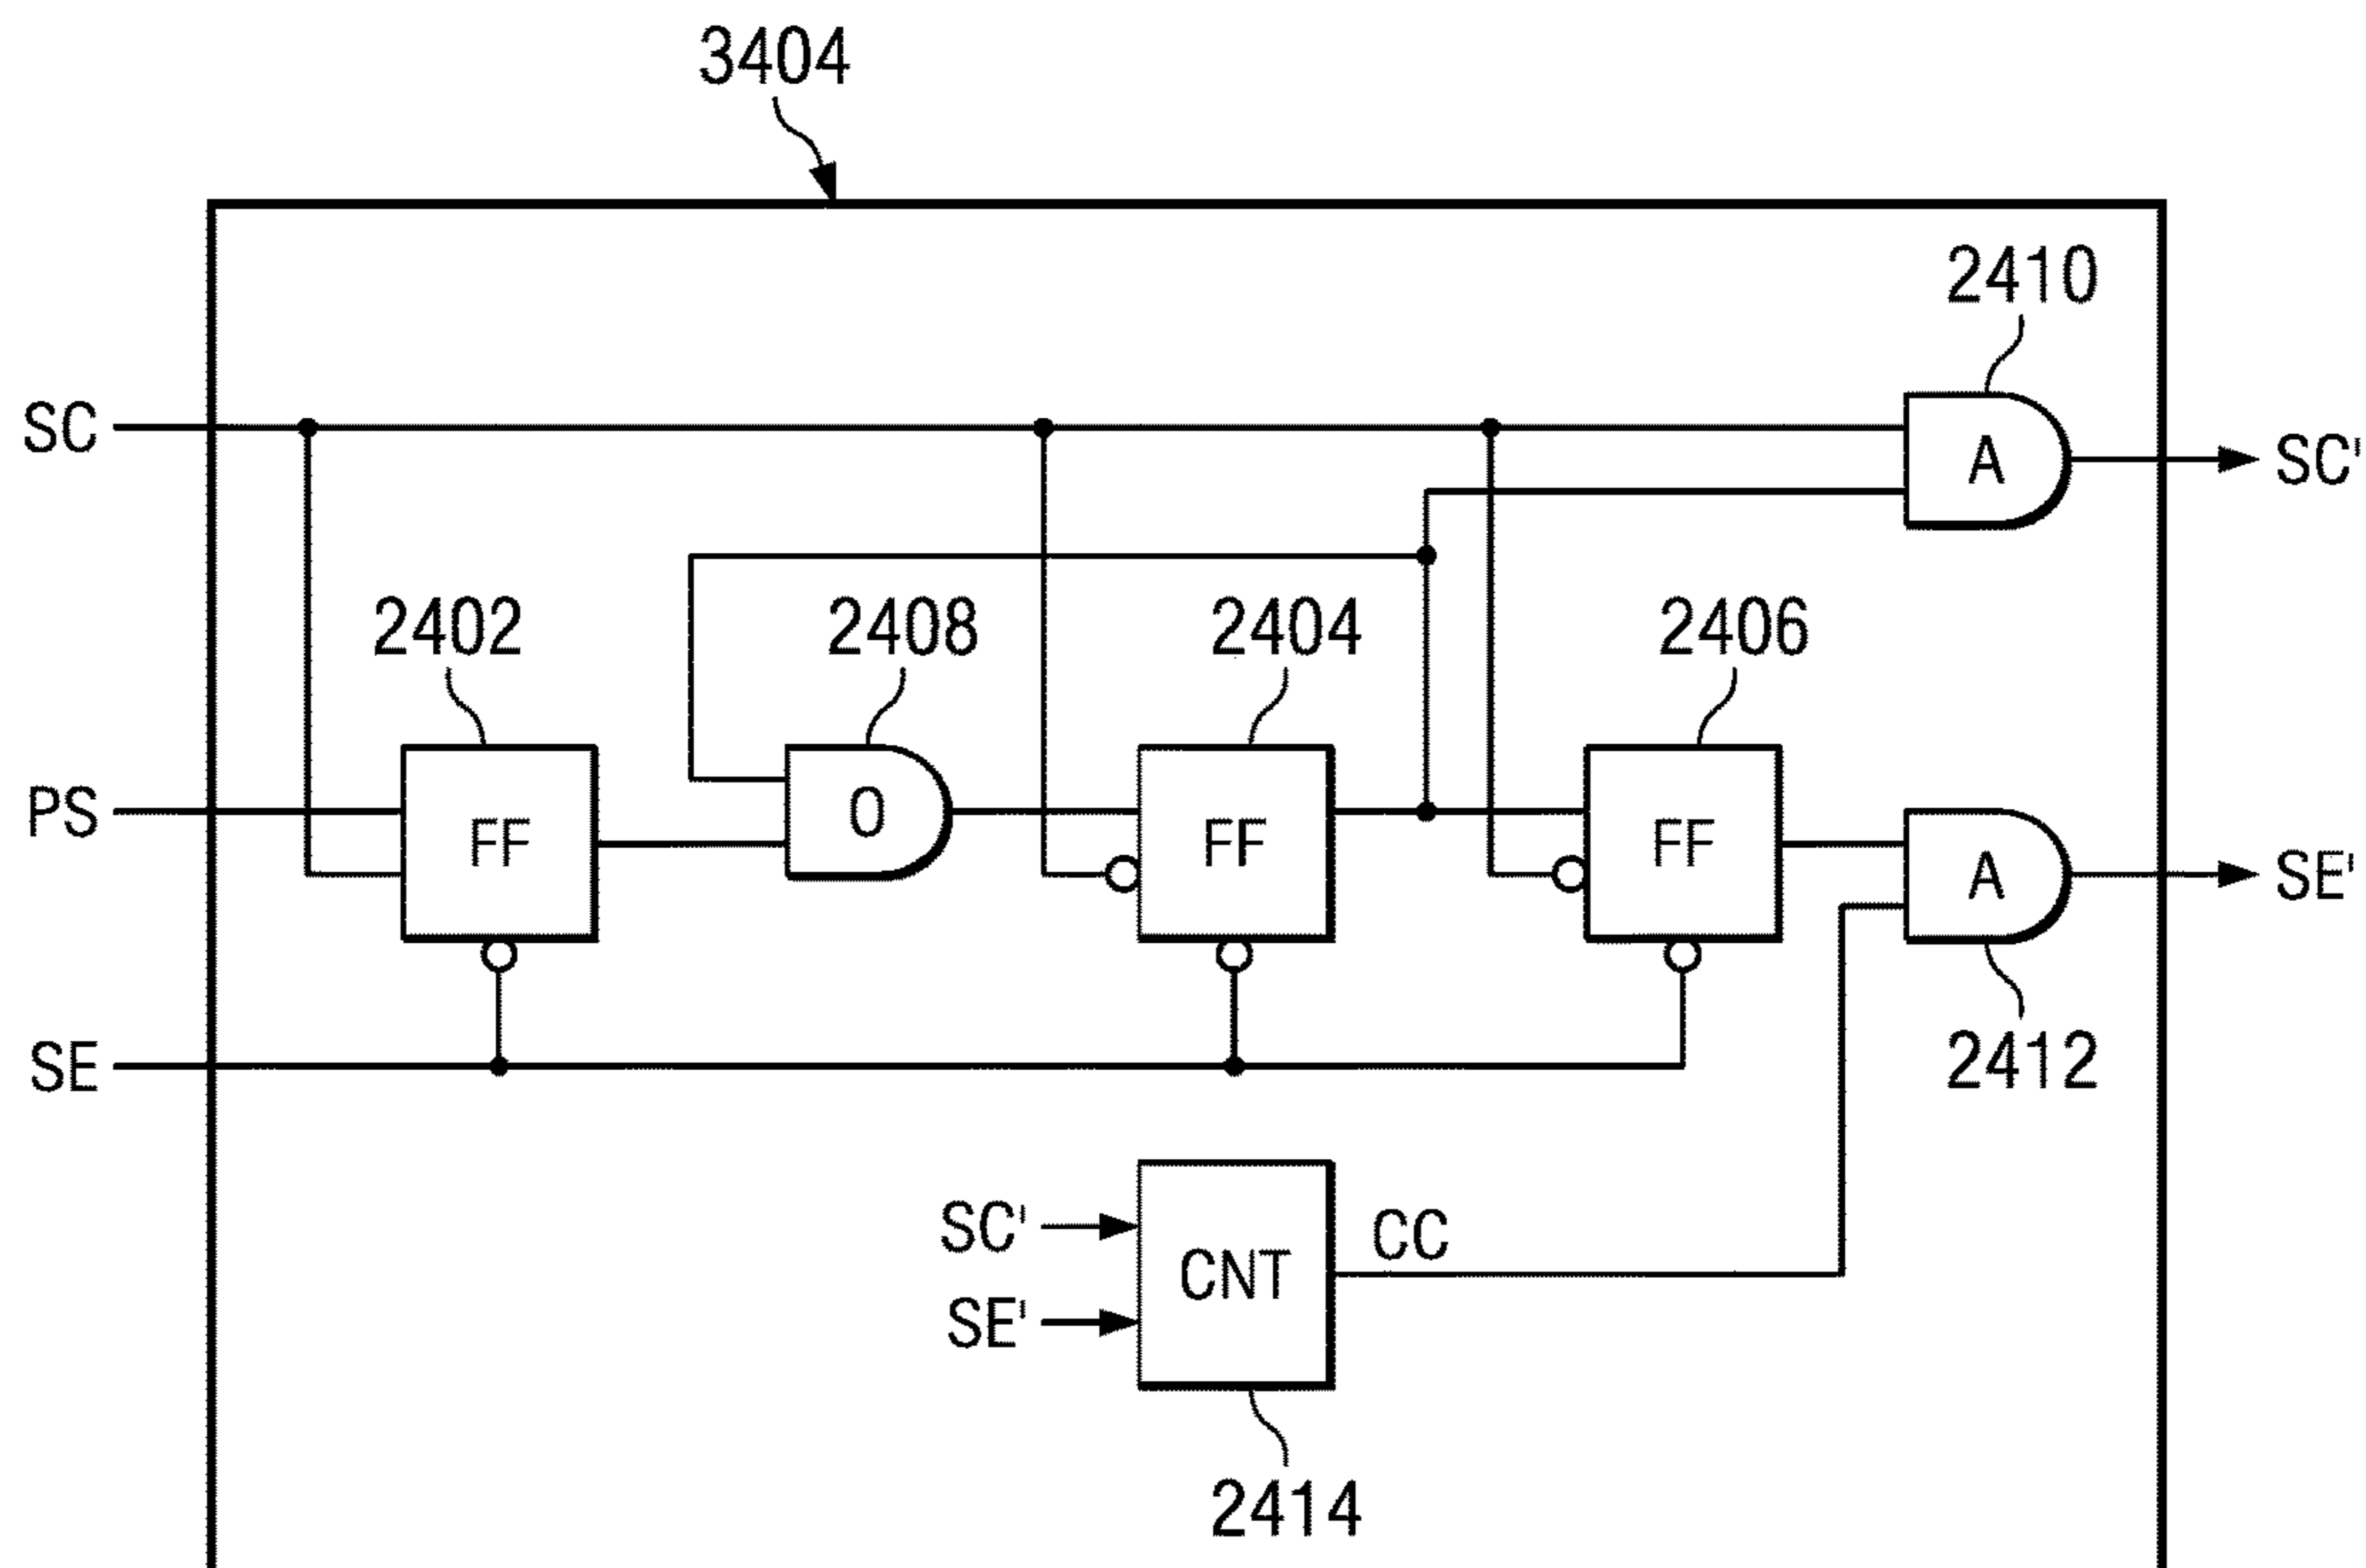 3404
2410
SC
A
SC'
2402
2408
2404
2406
PS
FF
O
FF
FF
A
SE'
SE
2412
SC'
CC
CNT
SE'
2414